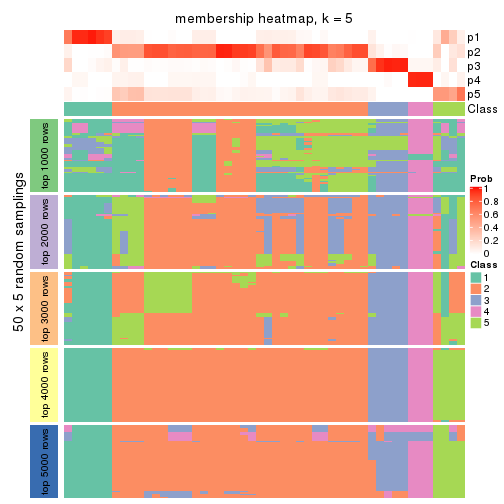 membership heatmap, k = 5
p1
p2
p3
p4
p5
Class
50 x 5 random samplings
top 1000 rows
top 2000 rows
top 3000 rows
top 4000 rows
top 5000 rows
Prob
1
0.8
0.6
0.4
0.2
0
Class
1
2
3
4
5